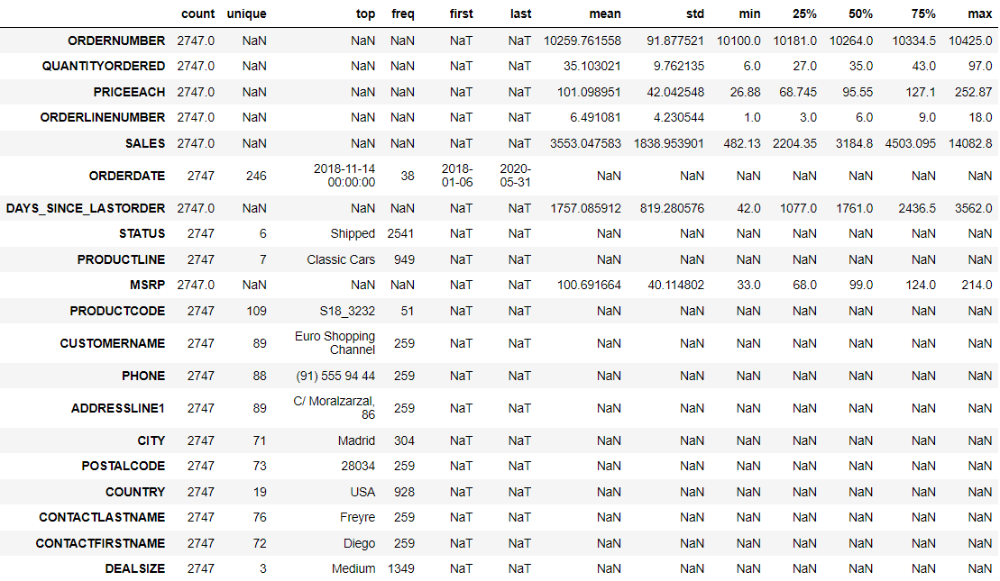 count unique top freq first last mean std min 25% 50% 75% max
ORDERNUMBER 2747.0 NaN NaN NaN NaT NaT 10259.761558 91.877521 10100.0 10181.0 10264.0 10334.5 10425.0
QUANTITYORDERED 2747.0 NaN NaN NaN NaT NaT 35.103021 9.762135 6.0 27.0 35.0 43.0 97.0
PRICEEACH 2747.0 NaN NaN NaN NaT NaT 101.098951 42.042548 26.88 68.745 95.55 127.1 252.87
ORDERLINENUMBER 2747.0 NaN NaN NaN NaT NaT 6.491081 4.230544 1.0 3.0 6.0 9.0 18.0
SALES 2747.0 NaN NaN NaN NaT NaT 3553.047583 1838.953901 482.13 2204.35 3184.8 4503.095 14082.8
ORDERDATE 2747 246 2018-11-14 00:00:00 38 2018-01-06 2020-05-31 NaN NaN NaN NaN NaN NaN NaN
DAYS_SINCE_LASTORDER 2747.0 NaN NaN NaN NaT NaT 1757.085912 819.280576 42.0 1077.0 1761.0 2436.5 3562.0
STATUS 2747 6 Shipped 2541 NaT NaT NaN NaN NaN NaN NaN NaN NaN
PRODUCTLINE 2747 7 Classic Cars 949 NaT NaT NaN NaN NaN NaN NaN NaN NaN
MSRP 2747.0 NaN NaN NaN NaT NaT 100.691664 40.114802 33.0 68.0 99.0 124.0 214.0
PRODUCTCODE 2747 109 S18_3232 51 NaT NaT NaN NaN NaN NaN NaN NaN NaN
CUSTOMERNAME 2747 89 Euro Shopping Channel 259 NaT NaT NaN NaN NaN NaN NaN NaN NaN
PHONE 2747 88 (91) 555 94 44 259 NaT NaT NaN NaN NaN NaN NaN NaN NaN
ADDRESSLINE1 2747 89 C/ Moralzarzal, 86 259 NaT NaT NaN NaN NaN NaN NaN NaN NaN
CITY 2747 71 Madrid 304 NaT NaT NaN NaN NaN NaN NaN NaN NaN
POSTALCODE 2747 73 28034 259 NaT NaT NaN NaN NaN NaN NaN NaN NaN
COUNTRY 2747 19 USA 928 NaT NaT NaN NaN NaN NaN NaN NaN NaN
CONTACTLASTNAME 2747 76 Freyre 259 NaT NaT NaN NaN NaN NaN NaN NaN NaN
CONTACTFIRSTNAME 2747 72 Diego 259 NaT NaT NaN NaN NaN NaN NaN NaN NaN
DEALSIZE 2747 3 Medium 1349 NaT NaT NaN NaN NaN NaN NaN NaN NaN